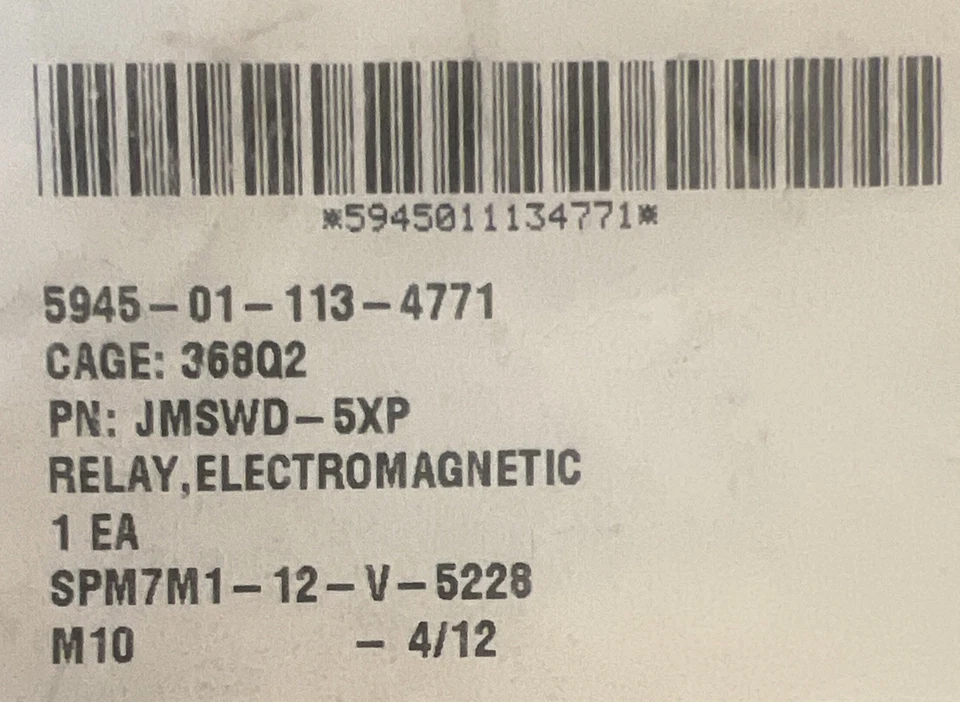 *5945011134771*
5945-01-113-4771
CAGE: 368Q2
PN: JMSWD-5XP
RELAY,ELECTROMAGNETIC
1 EA
SPM7M1-12-V-5228
M10 - 4/12